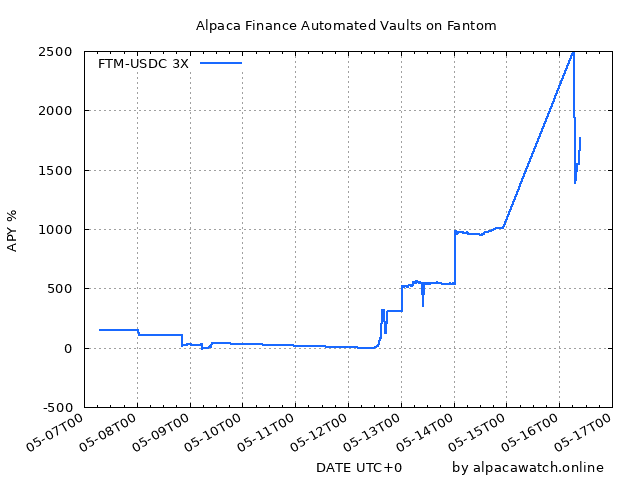 Alpaca Finance Automated Vaults on Fantom
FTM-USDC 3X
2500
2000
1500
1000
500
0
-500
APY %
05-07T00
05-08T00
05-09T00
05-10T00
05-11T00
05-12T00
05-13T00
05-14T00
05-15T00
05-16T00
05-17T00
DATE UTC+0
by alpacawatch.online